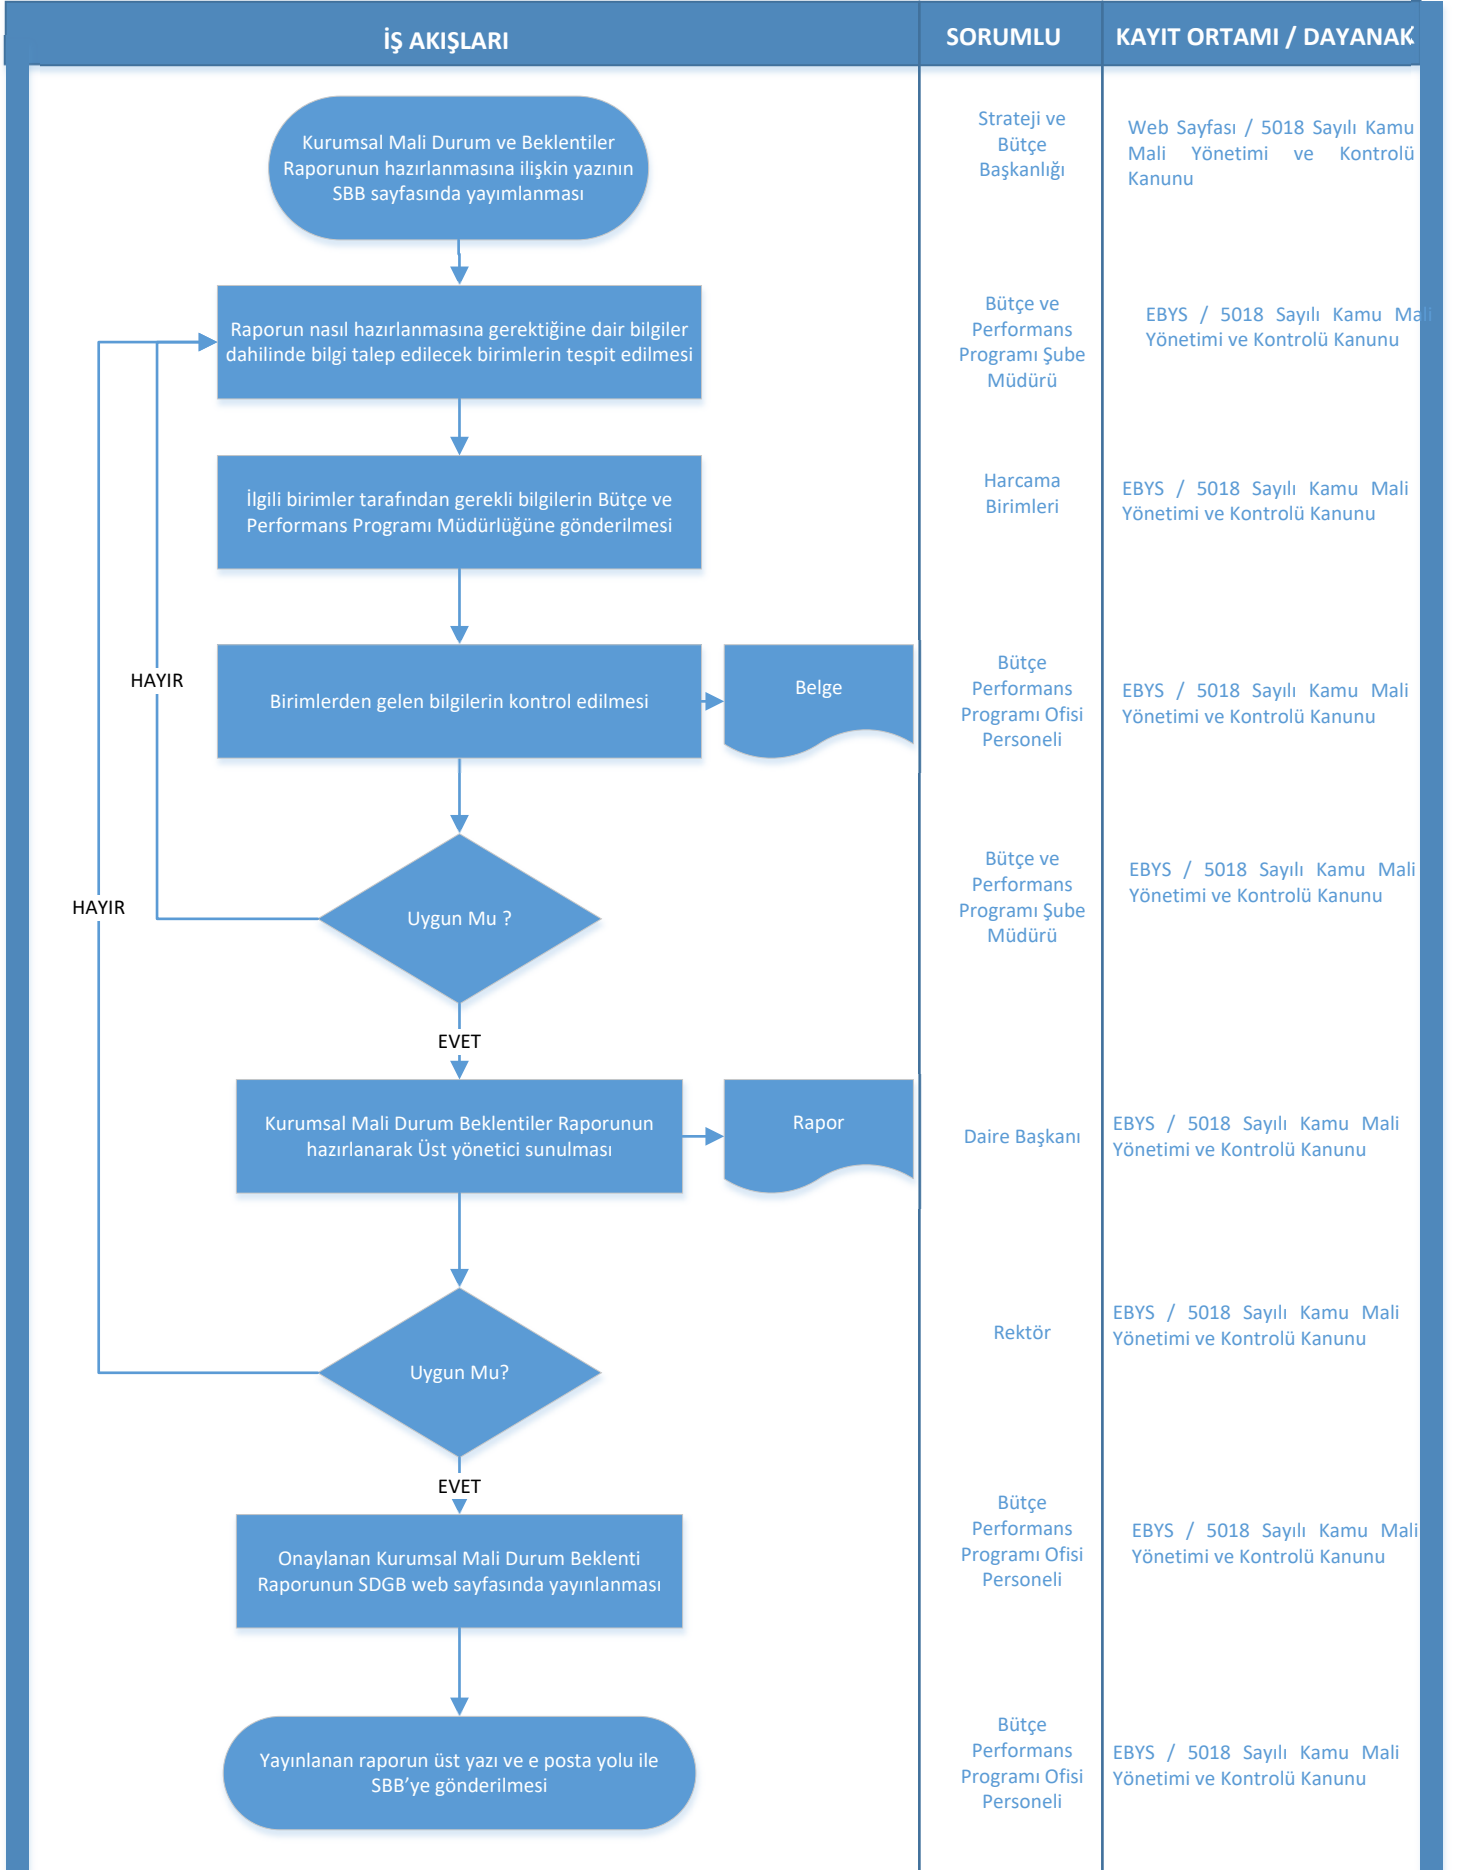 İŞ AKIŞLARI
SORUMLU
KAYIT ORTAMI / DAYANAK
Kurumsal Mali Durum ve Beklentiler
Raporunun hazırlanmasına ilişkin yazının
SBB sayfasında yayımlanması
Strateji ve
Bütçe
Başkanlığı
Web Sayfası / 5018 Sayılı Kamu
Mali Yönetimi ve Kontrolü
Kanunu
Raporun nasıl hazırlanmasına gerektiğine dair bilgiler
dahilinde bilgi talep edilecek birimlerin tespit edilmesi
Bütçe ve
Performans
Programı Şube
Müdürü
EBYS / 5018 Sayılı Kamu Mali
Yönetimi ve Kontrolü Kanunu
İlgili birimler tarafından gerekli bilgilerin Bütçe ve
Performans Programı Müdürlüğüne gönderilmesi
Harcama
Birimleri
EBYS / 5018 Sayılı Kamu Mali
Yönetimi ve Kontrolü Kanunu
HAYIR
Birimlerden gelen bilgilerin kontrol edilmesi
Belge
Bütçe
Performans
Programı Ofisi
Personeli
EBYS / 5018 Sayılı Kamu Mali
Yönetimi ve Kontrolü Kanunu
HAYIR
Uygun Mu ?
Bütçe ve
Performans
Programı Şube
Müdürü
EBYS / 5018 Sayılı Kamu Mali
Yönetimi ve Kontrolü Kanunu
EVET
Kurumsal Mali Durum Beklentiler Raporunun
hazırlanarak Üst yönetici sunulması
Rapor
Daire Başkanı
EBYS / 5018 Sayılı Kamu Mali
Yönetimi ve Kontrolü Kanunu
Uygun Mu?
Rektör
EBYS / 5018 Sayılı Kamu Mali
Yönetimi ve Kontrolü Kanunu
EVET
Onaylanan Kurumsal Mali Durum Beklenti
Raporunun SDGB web sayfasında yayınlanması
Bütçe
Performans
Programı Ofisi
Personeli
EBYS / 5018 Sayılı Kamu Mali
Yönetimi ve Kontrolü Kanunu
Yayınlanan raporun üst yazı ve e posta yolu ile
SBB’ye gönderilmesi
Bütçe
Performans
Programı Ofisi
Personeli
EBYS / 5018 Sayılı Kamu Mali
Yönetimi ve Kontrolü Kanunu